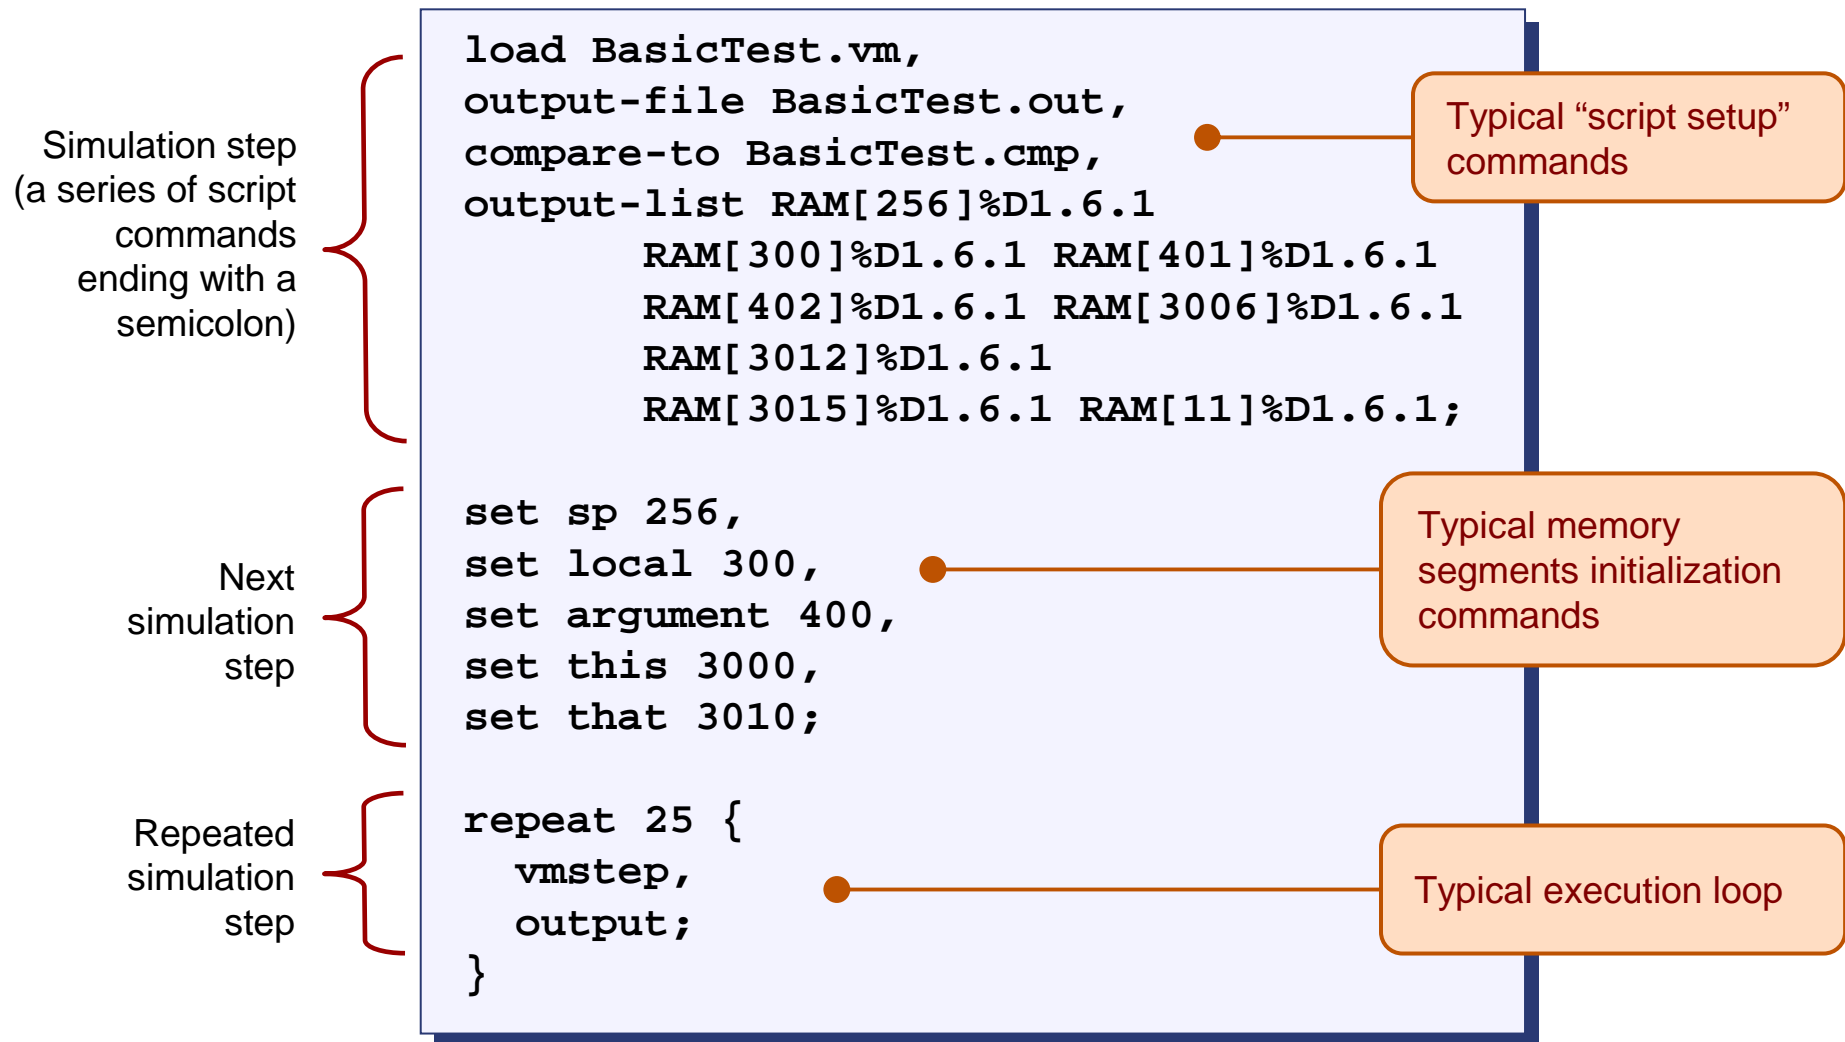 load BasicTest.vm,
output-file BasicTest.out,
compare-to BasicTest.cmp,
output-list RAM[256]%D1.6.1
RAM[300]%D1.6.1 RAM[401]%D1.6.1
RAM[402]%D1.6.1 RAM[3006]%D1.6.1
RAM[3012]%D1.6.1
RAM[3015]%D1.6.1 RAM[11]%D1.6.1;
Simulation step
(a series of script
commands
ending with a
semicolon)
Typical “script setup”
commands
set sp 256,
set local 300,
set argument 400,
set this 3000,
set that 3010;
Next
simulation
step
Typical memory
segments initialization
commands
repeat 25 {
vmstep,
output;
}
Repeated
simulation
step
Typical execution loop